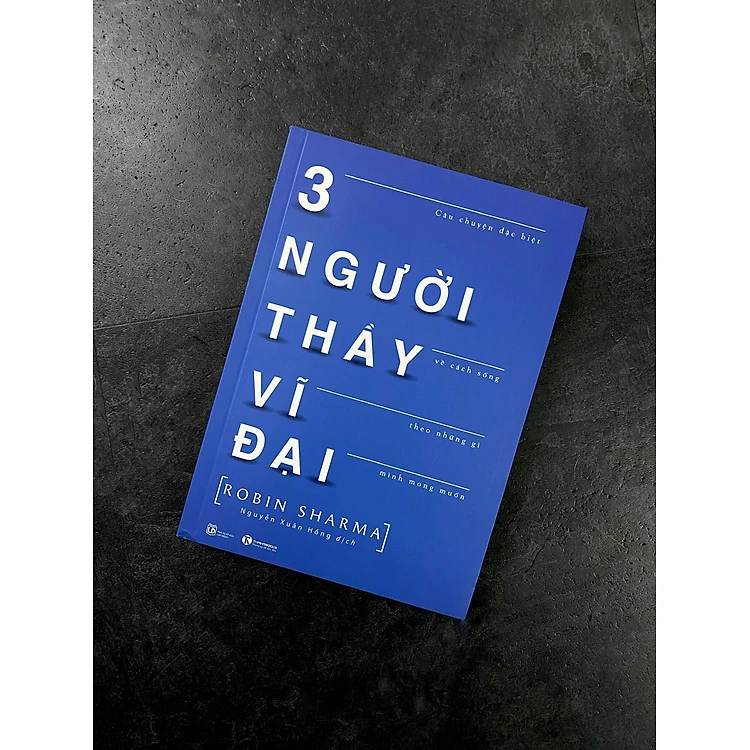 3
Câu chuyện đặc biệt
NGƯỜI
THẦY
về cách sống
VĨ
theo những gì
ĐẠI
mình mong muốn
[ROBIN SHARMA]
Nguyễn Xuân Hồng dịch